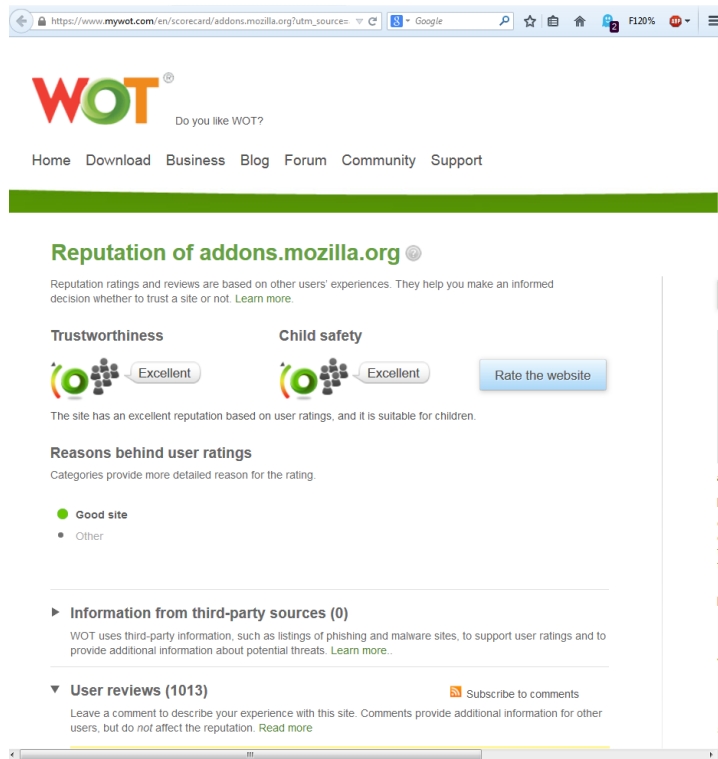 https://www.mywot.com/en/scorecard/addons.mozilla.org?utm_source=
Google
2
F120%
ABP
WOT®
Do you like WOT?
Home Download Business Blog Forum Community Support
Reputation of addons.mozilla.org ?
Reputation ratings and reviews are based on other users' experiences. They help you make an informed
decision whether to trust a site or not. Learn more.
Trustworthiness Child safety
Excellent Excellent Rate the website
The site has an excellent reputation based on user ratings, and it is suitable for children.
Reasons behind user ratings
Categories provide more detailed reason for the rating.
Good site
Other
Information from third-party sources (0)
WOT uses third-party information, such as listings of phishing and malware sites, to support user ratings and to
provide additional information about potential threats. Learn more..
User reviews (1013) Subscribe to comments
Leave a comment to describe your experience with this site. Comments provide additional information for other
users, but do not affect the reputation. Read more